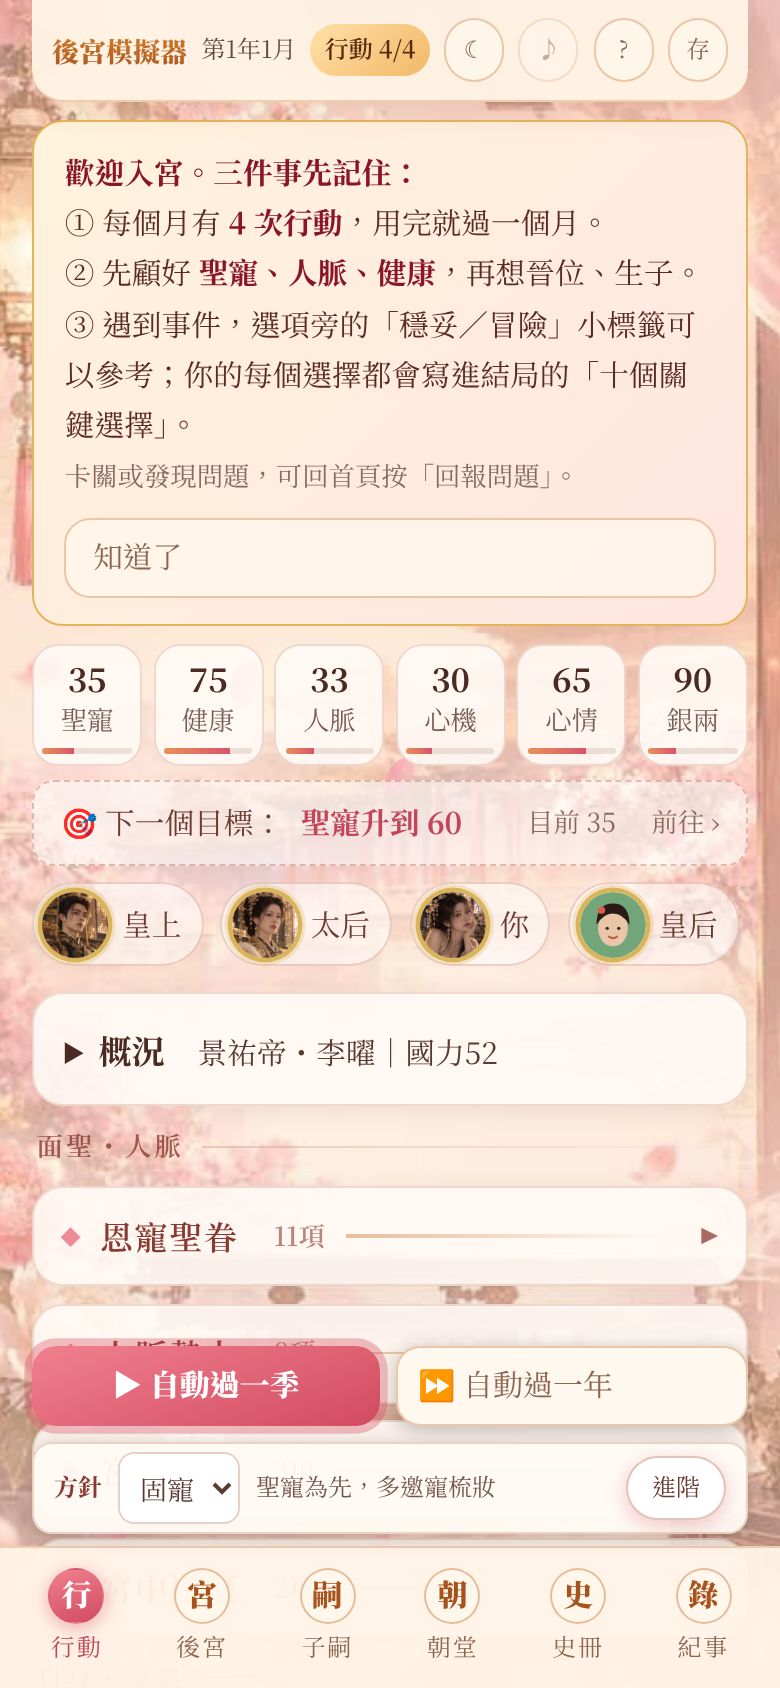 後宮模擬器 第1年1月 行動 4/4 ☾ ♪ ? 存
歡迎入宮。三件事先記住：
① 每個月有 4 次行動，用完就過一個月。
② 先顧好 聖寵、人脈、健康，再想晉位、生子。
③ 遇到事件，選項旁的「穩妥／冒險」小標籤可
以參考；你的每個選擇都會寫進結局的「十個關
鍵選擇」。
卡關或發現問題，可回首頁按「回報問題」。
知道了
35 75 33 30 65 90
聖寵 健康 人脈 心機 心情 銀兩
🎯 下一個目標： 聖寵升到 60 目前 35 前往 ›
皇上 太后 你 皇后
▶ 概況 景祐帝・李曜｜國力52
面聖・人脈
◆ 恩寵聖眷 11項 ▶
▶ 自動過一季 ⏩ 自動過一年
方針 固寵 聖寵為先，多邀寵梳妝 進階
行 宮 嗣 朝 史 錄
行動 後宮 子嗣 朝堂 史冊 紀事